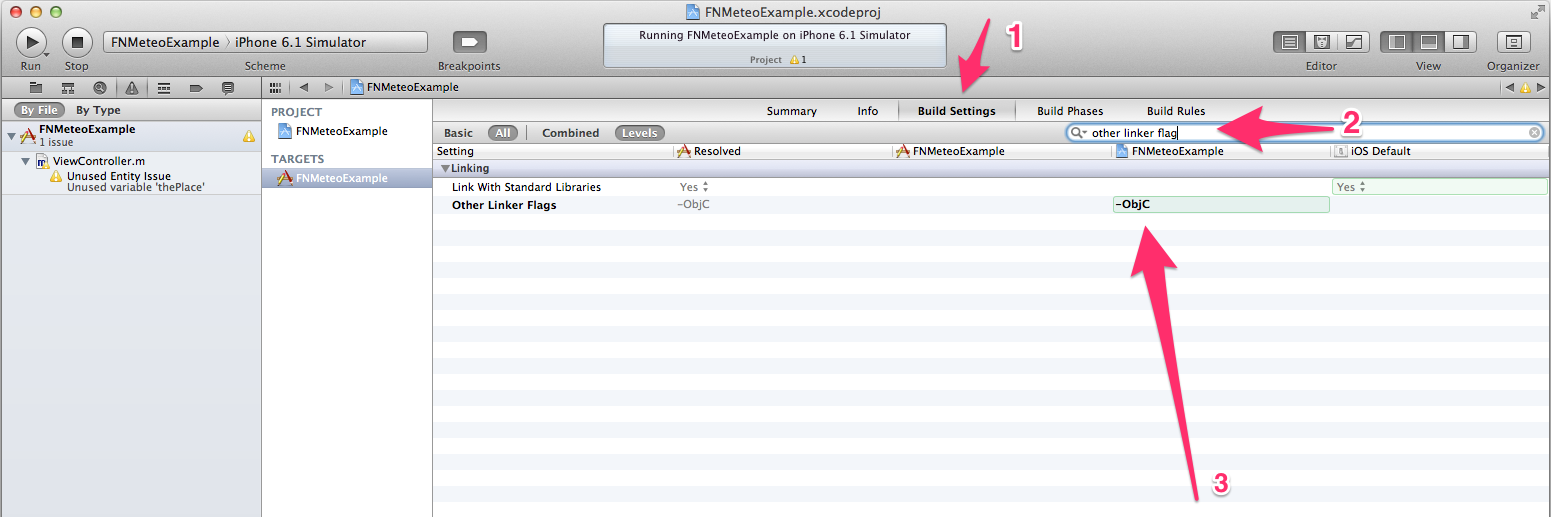 FNMeteoExample.xcodeproj
1
Run
Stop
FNMeteoExample
iPhone 6.1 Simulator
Scheme
Breakpoints
Running FNMeteoExample on iPhone 6.1 Simulator
Project
1
Editor
View
Organizer
FNMeteoExample
By File
By Type
FNMeteoExample
1 issue
ViewController.m
Unused Entity Issue
Unused variable 'thePlace'
PROJECT
FNMeteoExample
TARGETS
FNMeteoExample
Summary
Info
Build Settings
Build Phases
Build Rules
Basic
All
Combined
Levels
other linker flag
2
Setting
Resolved
FNMeteoExample
FNMeteoExample
iOS Default
Linking
Link With Standard Libraries
Yes
Yes
Other Linker Flags
-ObjC
-ObjC
3